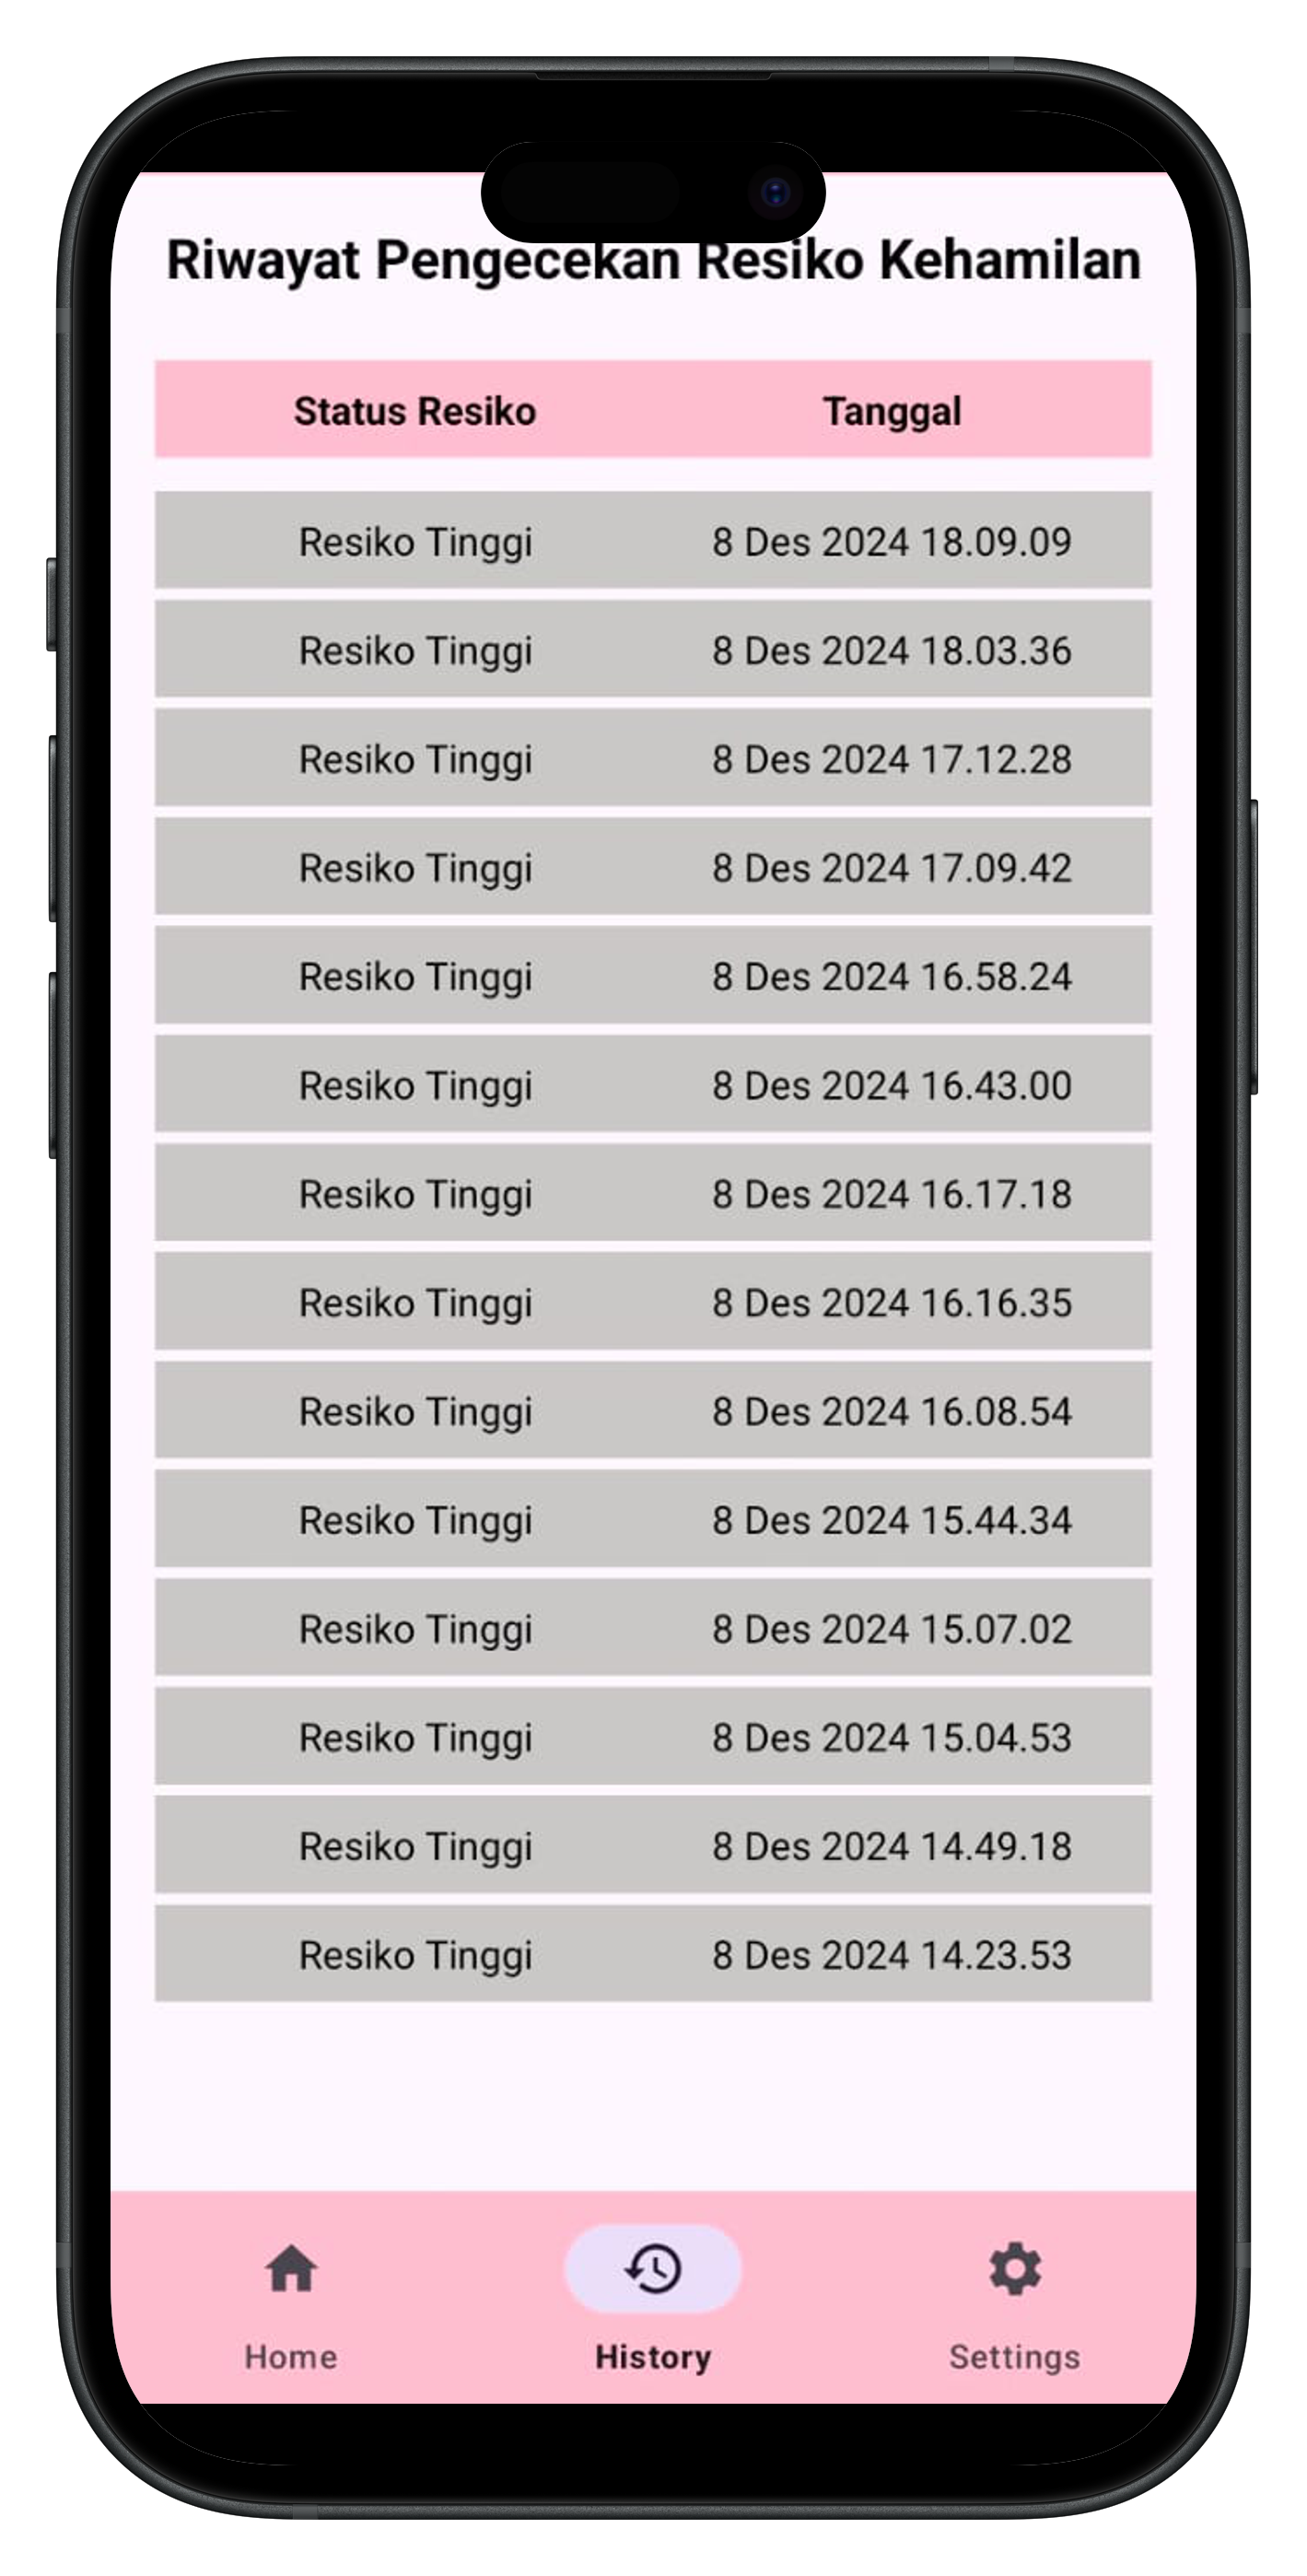 Riwayat Pengecekan Resiko Kehamilan
Status Resiko Tanggal
Resiko Tinggi 8 Des 2024 18.09.09
Resiko Tinggi 8 Des 2024 18.03.36
Resiko Tinggi 8 Des 2024 17.12.28
Resiko Tinggi 8 Des 2024 17.09.42
Resiko Tinggi 8 Des 2024 16.58.24
Resiko Tinggi 8 Des 2024 16.43.00
Resiko Tinggi 8 Des 2024 16.17.18
Resiko Tinggi 8 Des 2024 16.16.35
Resiko Tinggi 8 Des 2024 16.08.54
Resiko Tinggi 8 Des 2024 15.44.34
Resiko Tinggi 8 Des 2024 15.07.02
Resiko Tinggi 8 Des 2024 15.04.53
Resiko Tinggi 8 Des 2024 14.49.18
Resiko Tinggi 8 Des 2024 14.23.53
Home History Settings